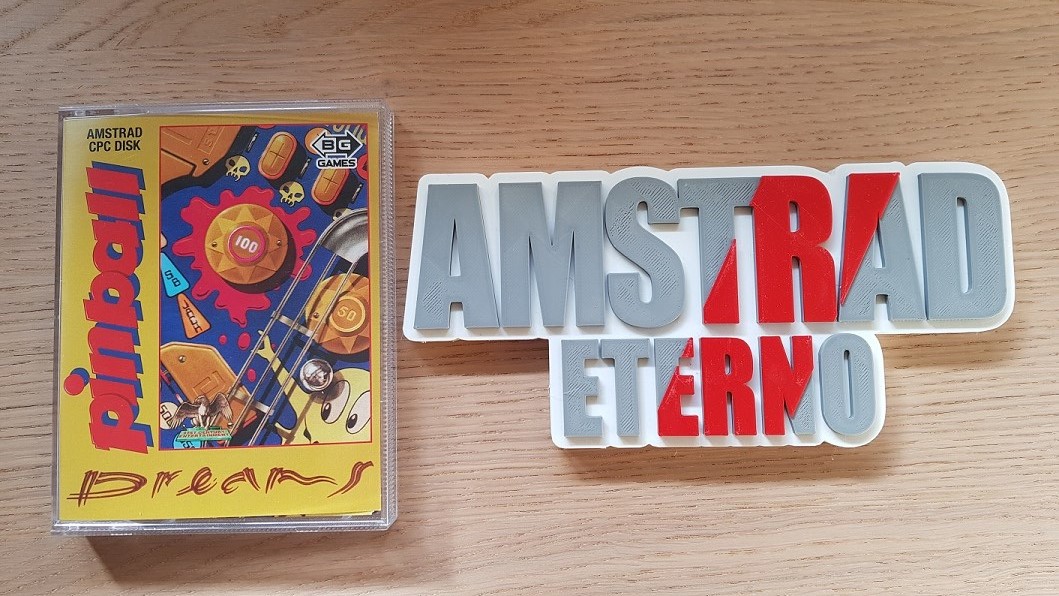 AMSTRAD
CPC DISK
BG
GAMES
pinball
100
50
Dreams
AMSTRAD
ETERNO